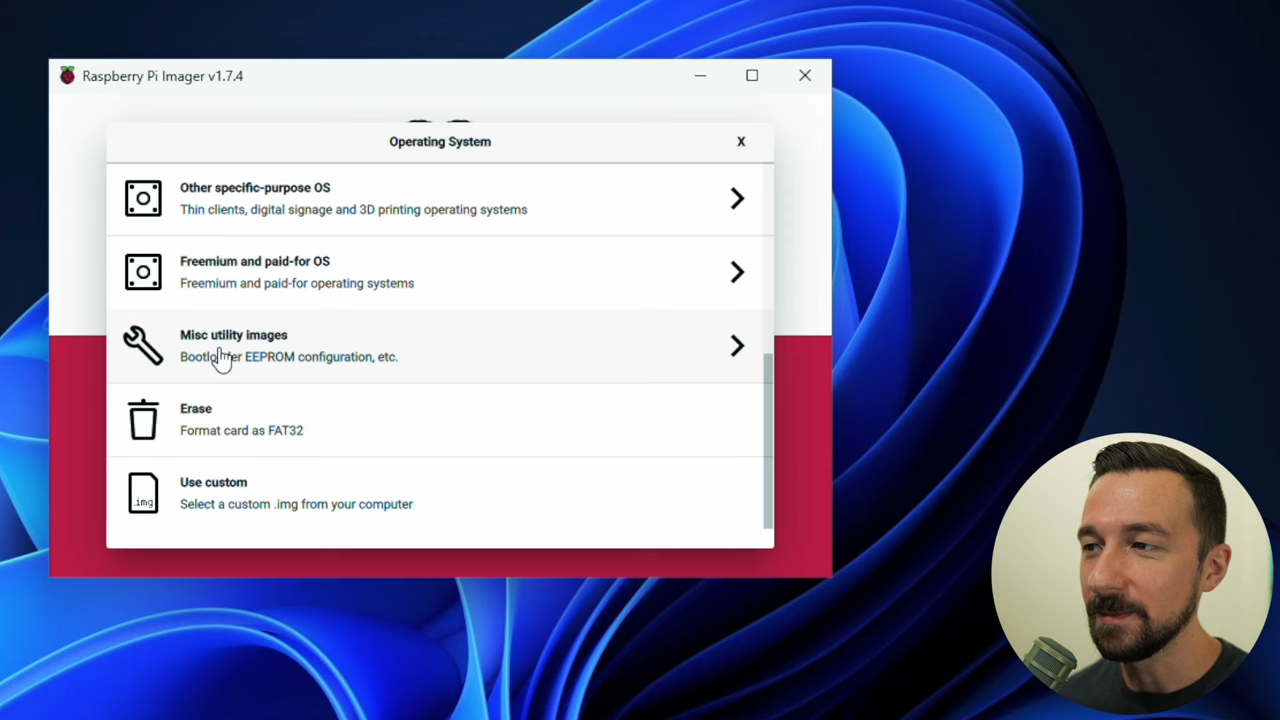 Raspberry Pi Imager v1.7.4
Operating System
X
Other specific-purpose OS
Thin clients, digital signage and 3D printing operating systems
Freemium and paid-for OS
Freemium and paid-for operating systems
Misc utility images
EEPROM configuration, etc.
Erase
Format card as FAT32
Use custom
.img
Select a custom .img from your computer